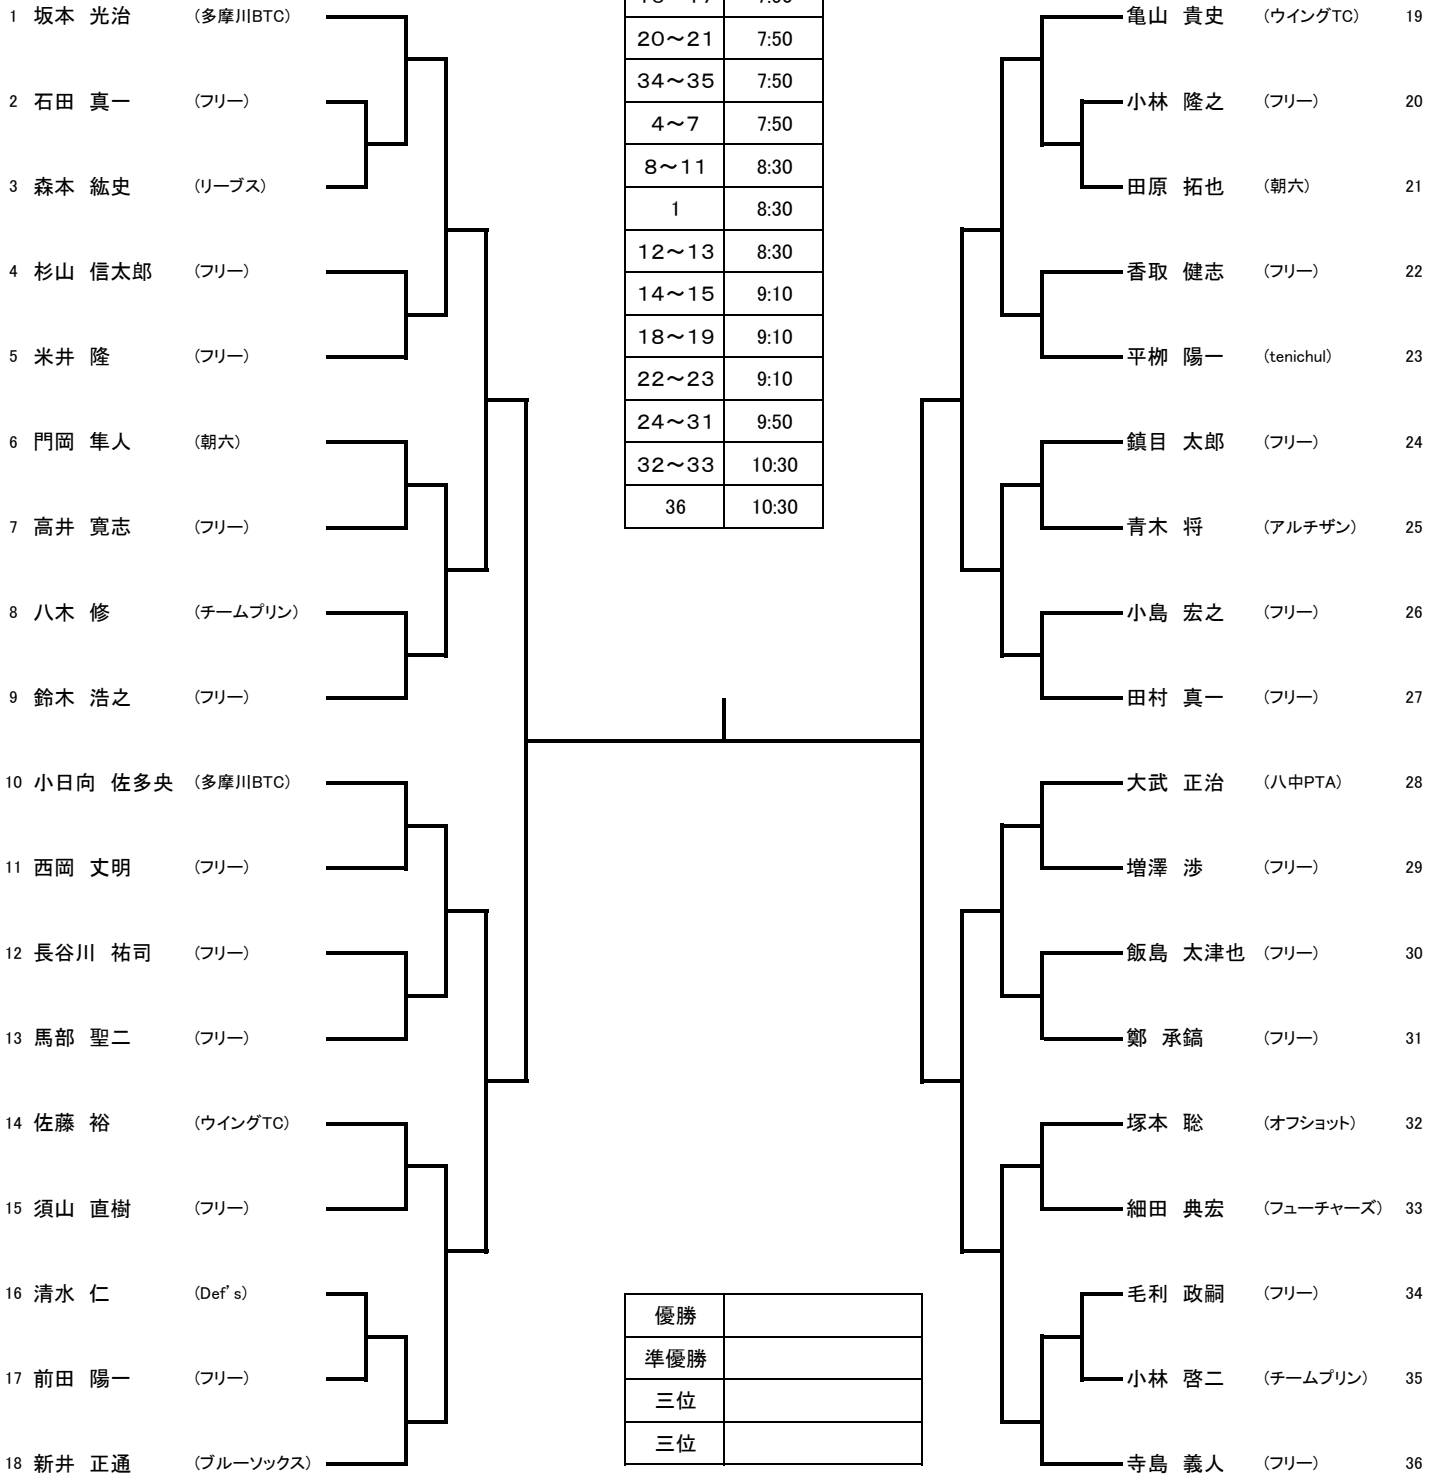 1 坂本 光治 (多摩川BTC)
2 石田 真一 (フリー)
3 森本 紘史 (リーブス)
4 杉山 信太郎 (フリー)
5 米井 隆 (フリー)
6 門岡 隼人 (朝六)
7 高井 寛志 (フリー)
8 八木 修 (チームプリン)
9 鈴木 浩之 (フリー)
10 小日向 佐多央 (多摩川BTC)
11 西岡 丈明 (フリー)
12 長谷川 祐司 (フリー)
13 馬部 聖二 (フリー)
14 佐藤 裕 (ウイングTC)
15 須山 直樹 (フリー)
16 清水 仁 (Def's)
17 前田 陽一 (フリー)
18 新井 正通 (ブルーソックス)
20～21 7:50
34～35 7:50
4～7 7:50
8～11 8:30
1 8:30
12～13 8:30
14～15 9:10
18～19 9:10
22～23 9:10
24～31 9:50
32～33 10:30
36 10:30
優勝
準優勝
三位
三位
亀山 貴史 (ウイングTC) 19
小林 隆之 (フリー) 20
田原 拓也 (朝六) 21
香取 健志 (フリー) 22
平栁 陽一 (tenichul) 23
鎮目 太郎 (フリー) 24
青木 将 (アルチザン) 25
小島 宏之 (フリー) 26
田村 真一 (フリー) 27
大武 正治 (八中PTA) 28
増澤 渉 (フリー) 29
飯島 太津也 (フリー) 30
鄭 承鎬 (フリー) 31
塚本 聡 (オフショット) 32
細田 典宏 (フューチャーズ) 33
毛利 政嗣 (フリー) 34
小林 啓二 (チームプリン) 35
寺島 義人 (フリー) 36